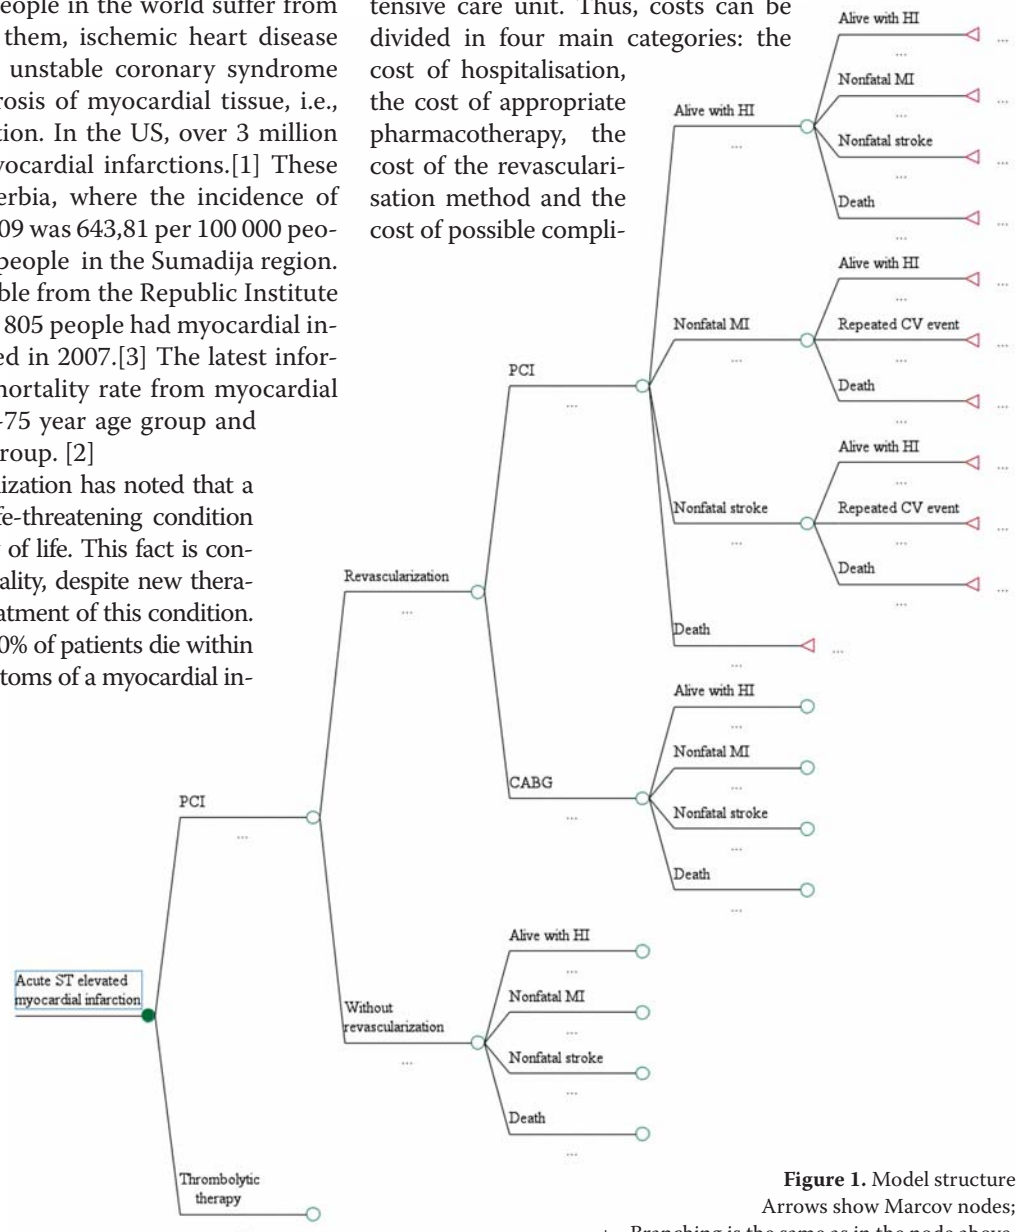 people in the world suffer from
them, ischemic heart disease
unstable coronary syndrome
rosis of myocardial tissue, i.e.,
tion. In the US, over 3 million
yocardial infarctions.[1] These
erbia, where the incidence of
09 was 643,81 per 100 000 peo-
people in the Sumadija region.
ble from the Republic Institute
805 people had myocardial in-
ed in 2007.[3] The latest infor-
mortality rate from myocardial
-75 year age group and
roup. [2]
ization has noted that a
fe-threatening condition
of life. This fact is con-
ality, despite new thera-
eatment of this condition.
0% of patients die within
toms of a myocardial in-
tensive care unit. Thus, costs can be
divided in four main categories: the
cost of hospitalisation,
the cost of appropriate
pharmacotherapy, the
cost of the revasculari-
sation method and the
cost of possible compli-
Alive with HI
...
...
Nonfatal MI
...
...
Alive with HI
...
Nonfatal stroke
...
...
Death
...
...
Alive with HI
...
...
Nonfatal MI
...
Repeated CV event
...
...
Death
...
...
PCI
...
Alive with HI
...
...
Nonfatal stroke
...
Repeated CV event
...
...
Death
...
...
Revascularization
...
Death
...
...
Alive with HI
...
Nonfatal MI
...
CABG
...
Nonfatal stroke
...
Death
...
PCI
...
Alive with HI
...
Nonfatal MI
...
Without
revascularization
...
Nonfatal stroke
...
Death
...
Acute ST elevated
myocardial infarction
Thrombolytic
therapy
Figure 1. Model structure
Arrows show Marcov nodes;
Branching is the same as in the node above